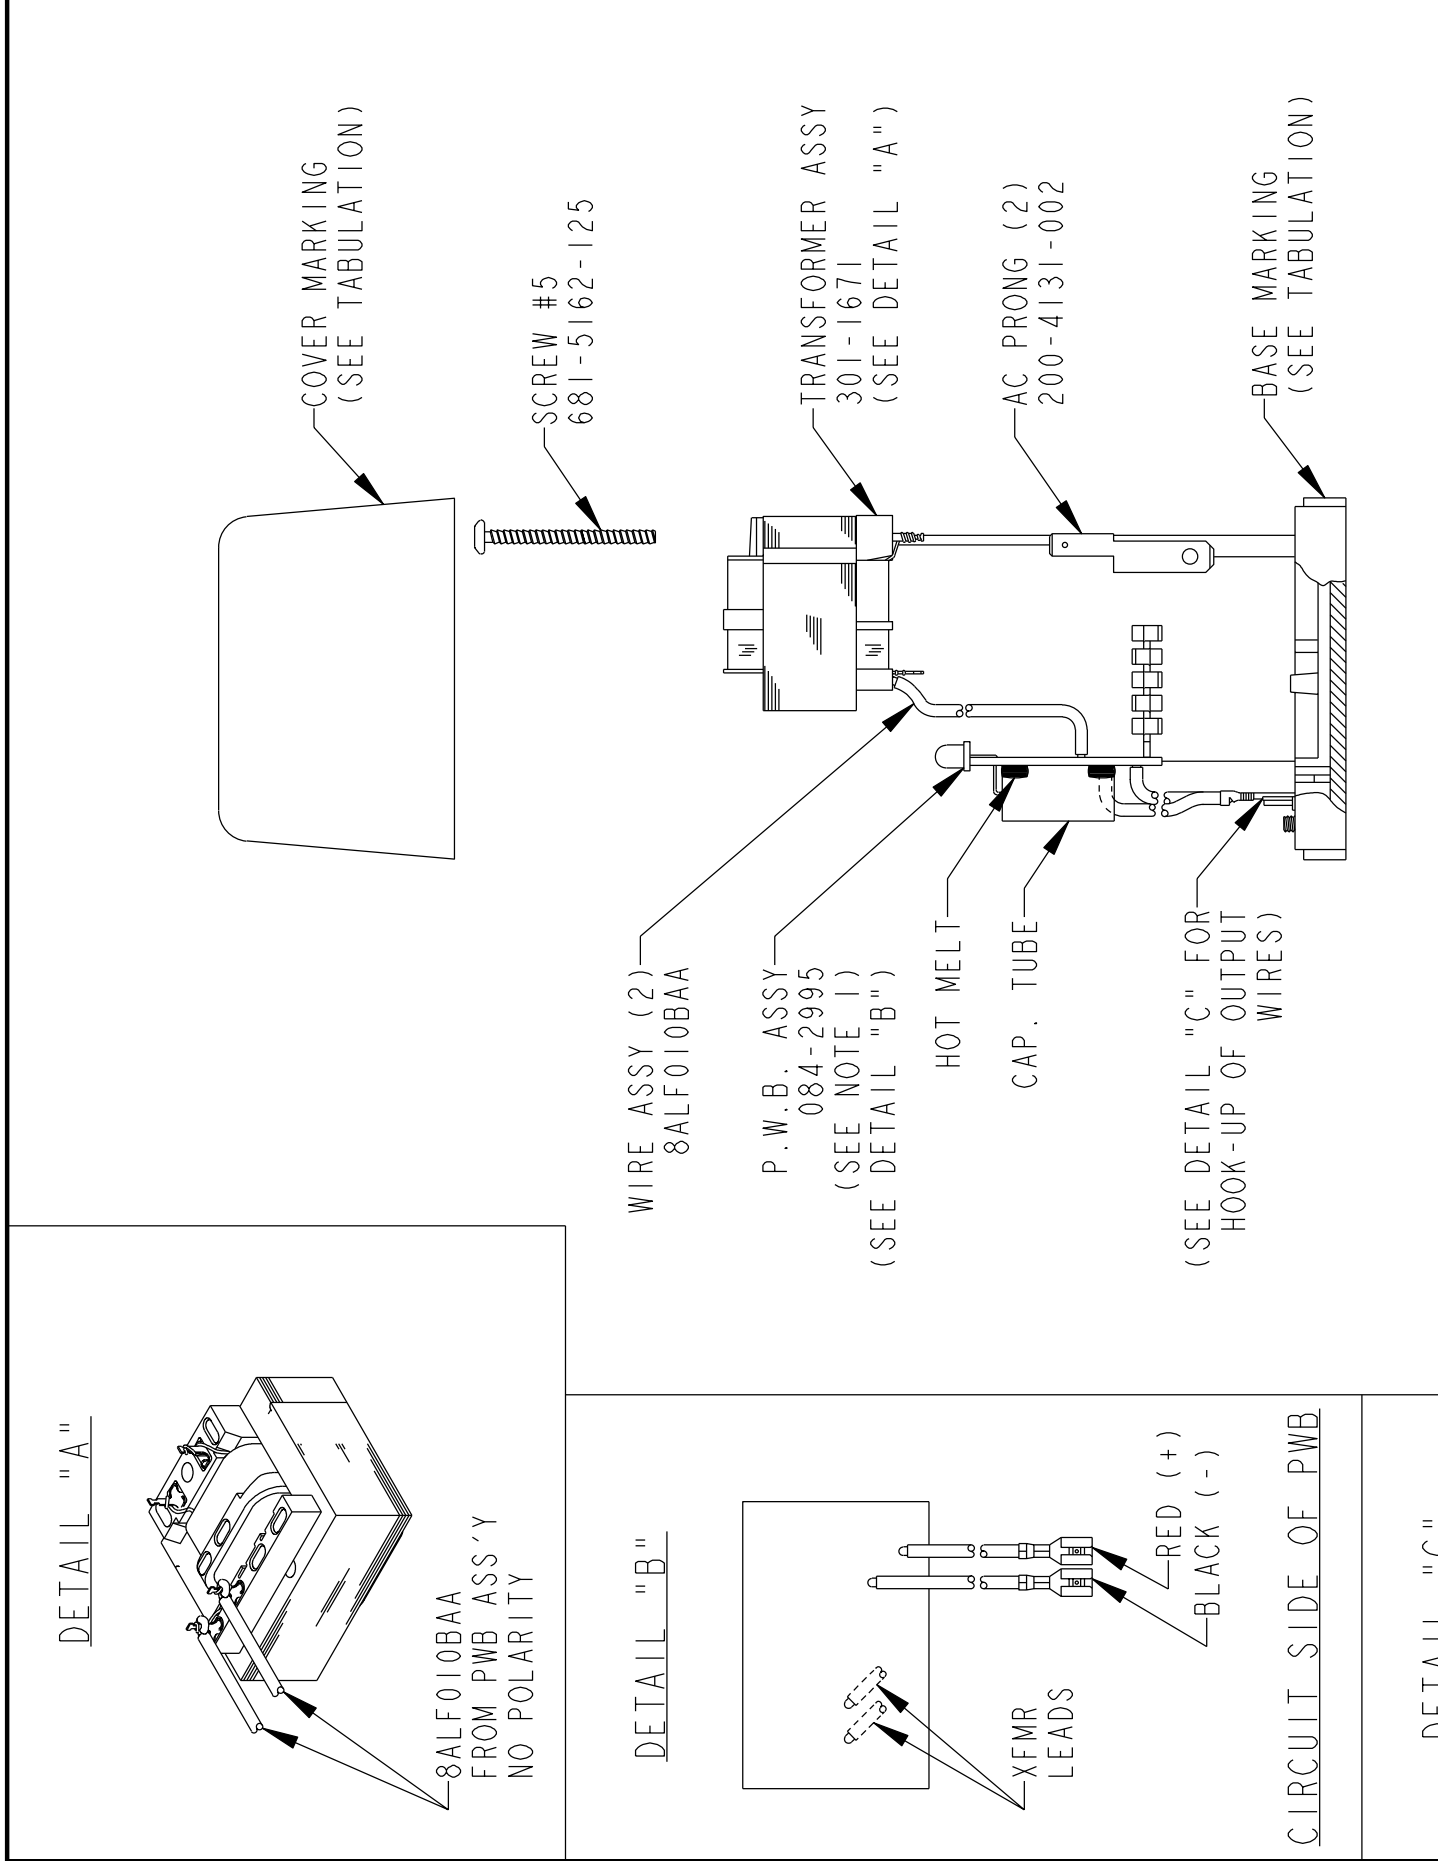 DETAIL "A"
8ALF010BAA
FROM PWB ASS'Y
NO POLARITY
DETAIL "B"
XFMR
LEADS
RED (+)
BLACK (-)
CIRCUIT SIDE OF PWB
DETAIL "C"
COVER MARKING
(SEE TABULATION)
SCREW #5
681-5162-125
WIRE ASSY (2)
8ALF010BAA
TRANSFORMER ASSY
301-1671
(SEE DETAIL "A")
P.W.B. ASSY
084-2995
(SEE NOTE 1)
(SEE DETAIL "B")
HOT MELT
CAP. TUBE
AC PRONG (2)
200-4131-002
(SEE DETAIL "C" FOR
HOOK-UP OF OUTPUT
WIRES)
BASE MARKING
(SEE TABULATION)